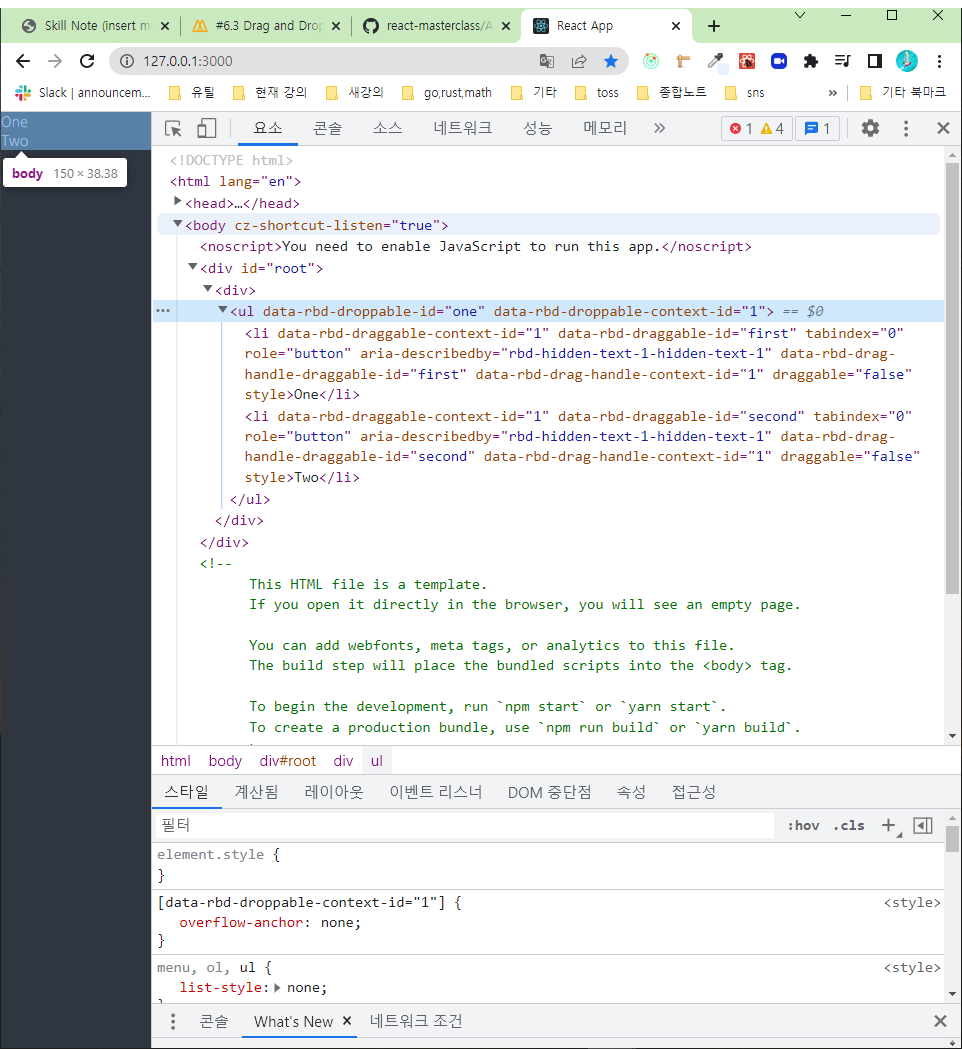 Skill Note (insert m
#6.3 Drag and Drop
react-masterclass/A
React App
127.0.0.1:3000
Slack | announcem...
유틸
현재 강의
새강의
go,rust,math
기타
toss
종합노트
sns
»
기타 북마크
One
Two
body 150 × 38.38
요소
콘솔
소스
네트워크
성능
메모리
»
1
4
1
<!DOCTYPE html>
<html lang="en">
<head>…</head>
<body cz-shortcut-listen="true">
<noscript>You need to enable JavaScript to run this app.</noscript>
<div id="root">
<div>
<ul data-rbd-droppable-id="one" data-rbd-droppable-context-id="1"> == $0
<li data-rbd-draggable-context-id="1" data-rbd-draggable-id="first" tabindex="0"
role="button" aria-describedby="rbd-hidden-text-1-hidden-text-1" data-rbd-drag-
handle-draggable-id="first" data-rbd-drag-handle-context-id="1" draggable="false"
style>One</li>
<li data-rbd-draggable-context-id="1" data-rbd-draggable-id="second" tabindex="0"
role="button" aria-describedby="rbd-hidden-text-1-hidden-text-1" data-rbd-drag-
handle-draggable-id="second" data-rbd-drag-handle-context-id="1" draggable="false"
style>Two</li>
</ul>
</div>
</div>
<!--
This HTML file is a template.
If you open it directly in the browser, you will see an empty page.
You can add webfonts, meta tags, or analytics to this file.
The build step will place the bundled scripts into the <body> tag.
To begin the development, run `npm start` or `yarn start`.
To create a production bundle, use `npm run build` or `yarn build`.
html body div#root div ul
스타일
계산됨
레이아웃
이벤트 리스너
DOM 중단점
속성
접근성
필터
:hov .cls
element.style {
}
[data-rbd-droppable-context-id="1"] { <style>
overflow-anchor: none;
}
menu, ol, ul { <style>
list-style: none;
}
콘솔
What's New
네트워크 조건